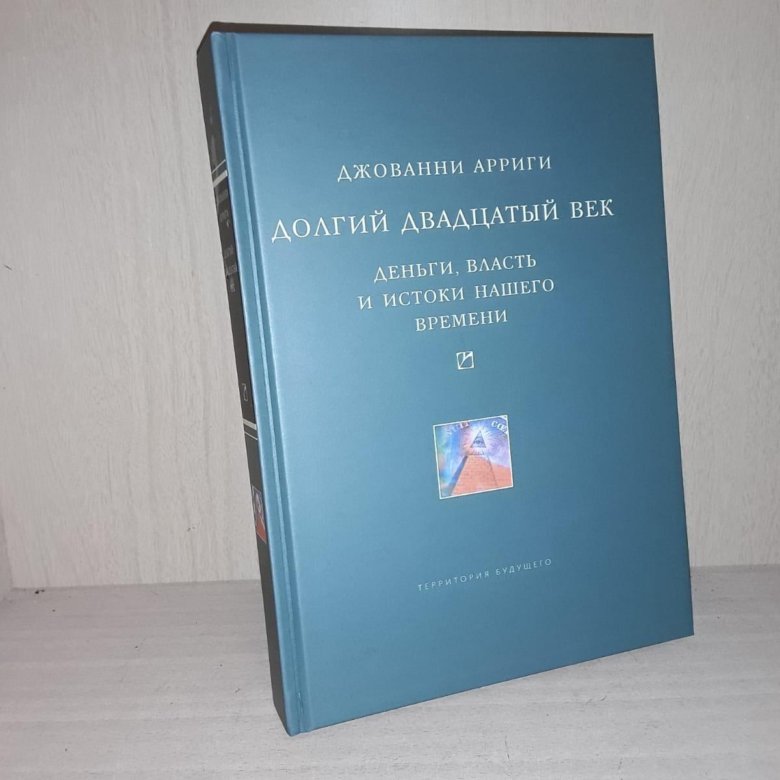 ДЖОВАННИ АРРИГИ
ДОЛГИЙ ДВАДЦАТЫЙ ВЕК
ДЕНЬГИ, ВЛАСТЬ
И ИСТОКИ НАШЕГО
ВРЕМЕНИ
ТЕРРИТОРИЯ БУДУЩЕГО